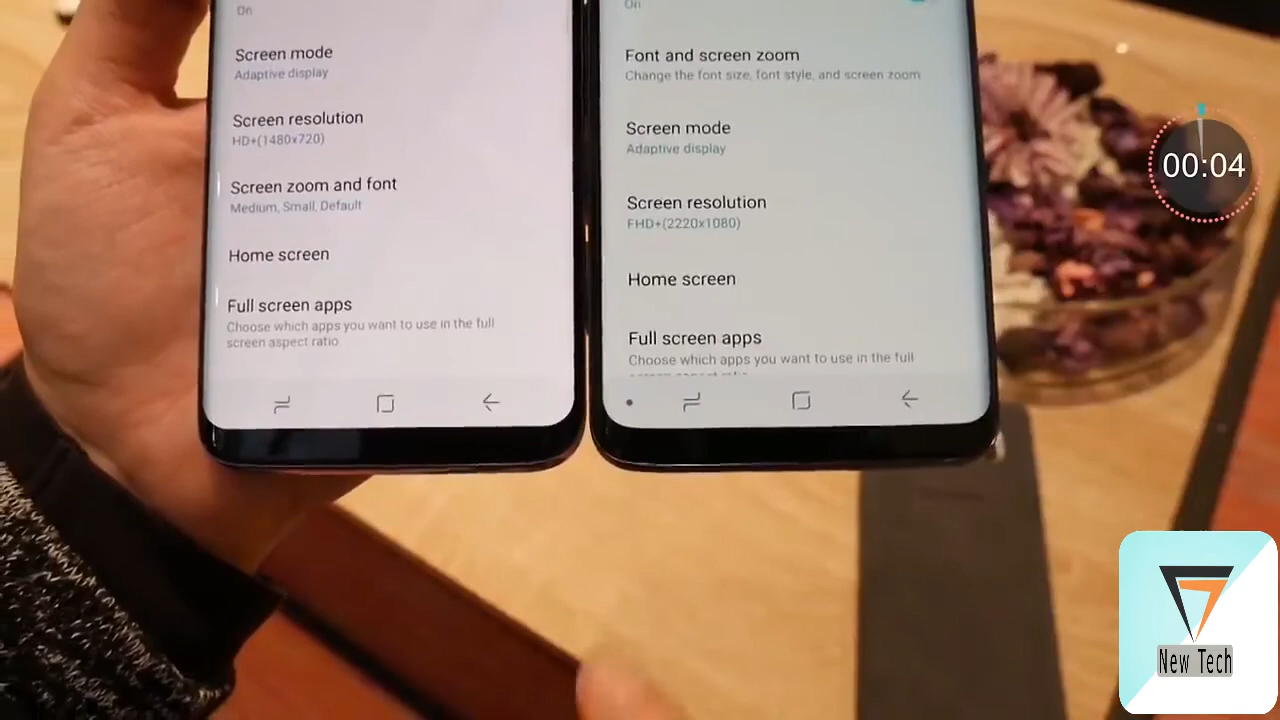 On
Screen mode
Adaptive display
Screen resolution
HD+(1480x720)
Screen zoom and font
Medium, Small, Default
Home screen
Full screen apps
Choose which apps you want to use in the full
screen aspect ratio
On
Font and screen zoom
Change the font size, font style, and screen zoom
Screen mode
Adaptive display
Screen resolution
FHD+(2220x1080)
Home screen
Full screen apps
Choose which apps you want to use in the full
00:04
New Tech